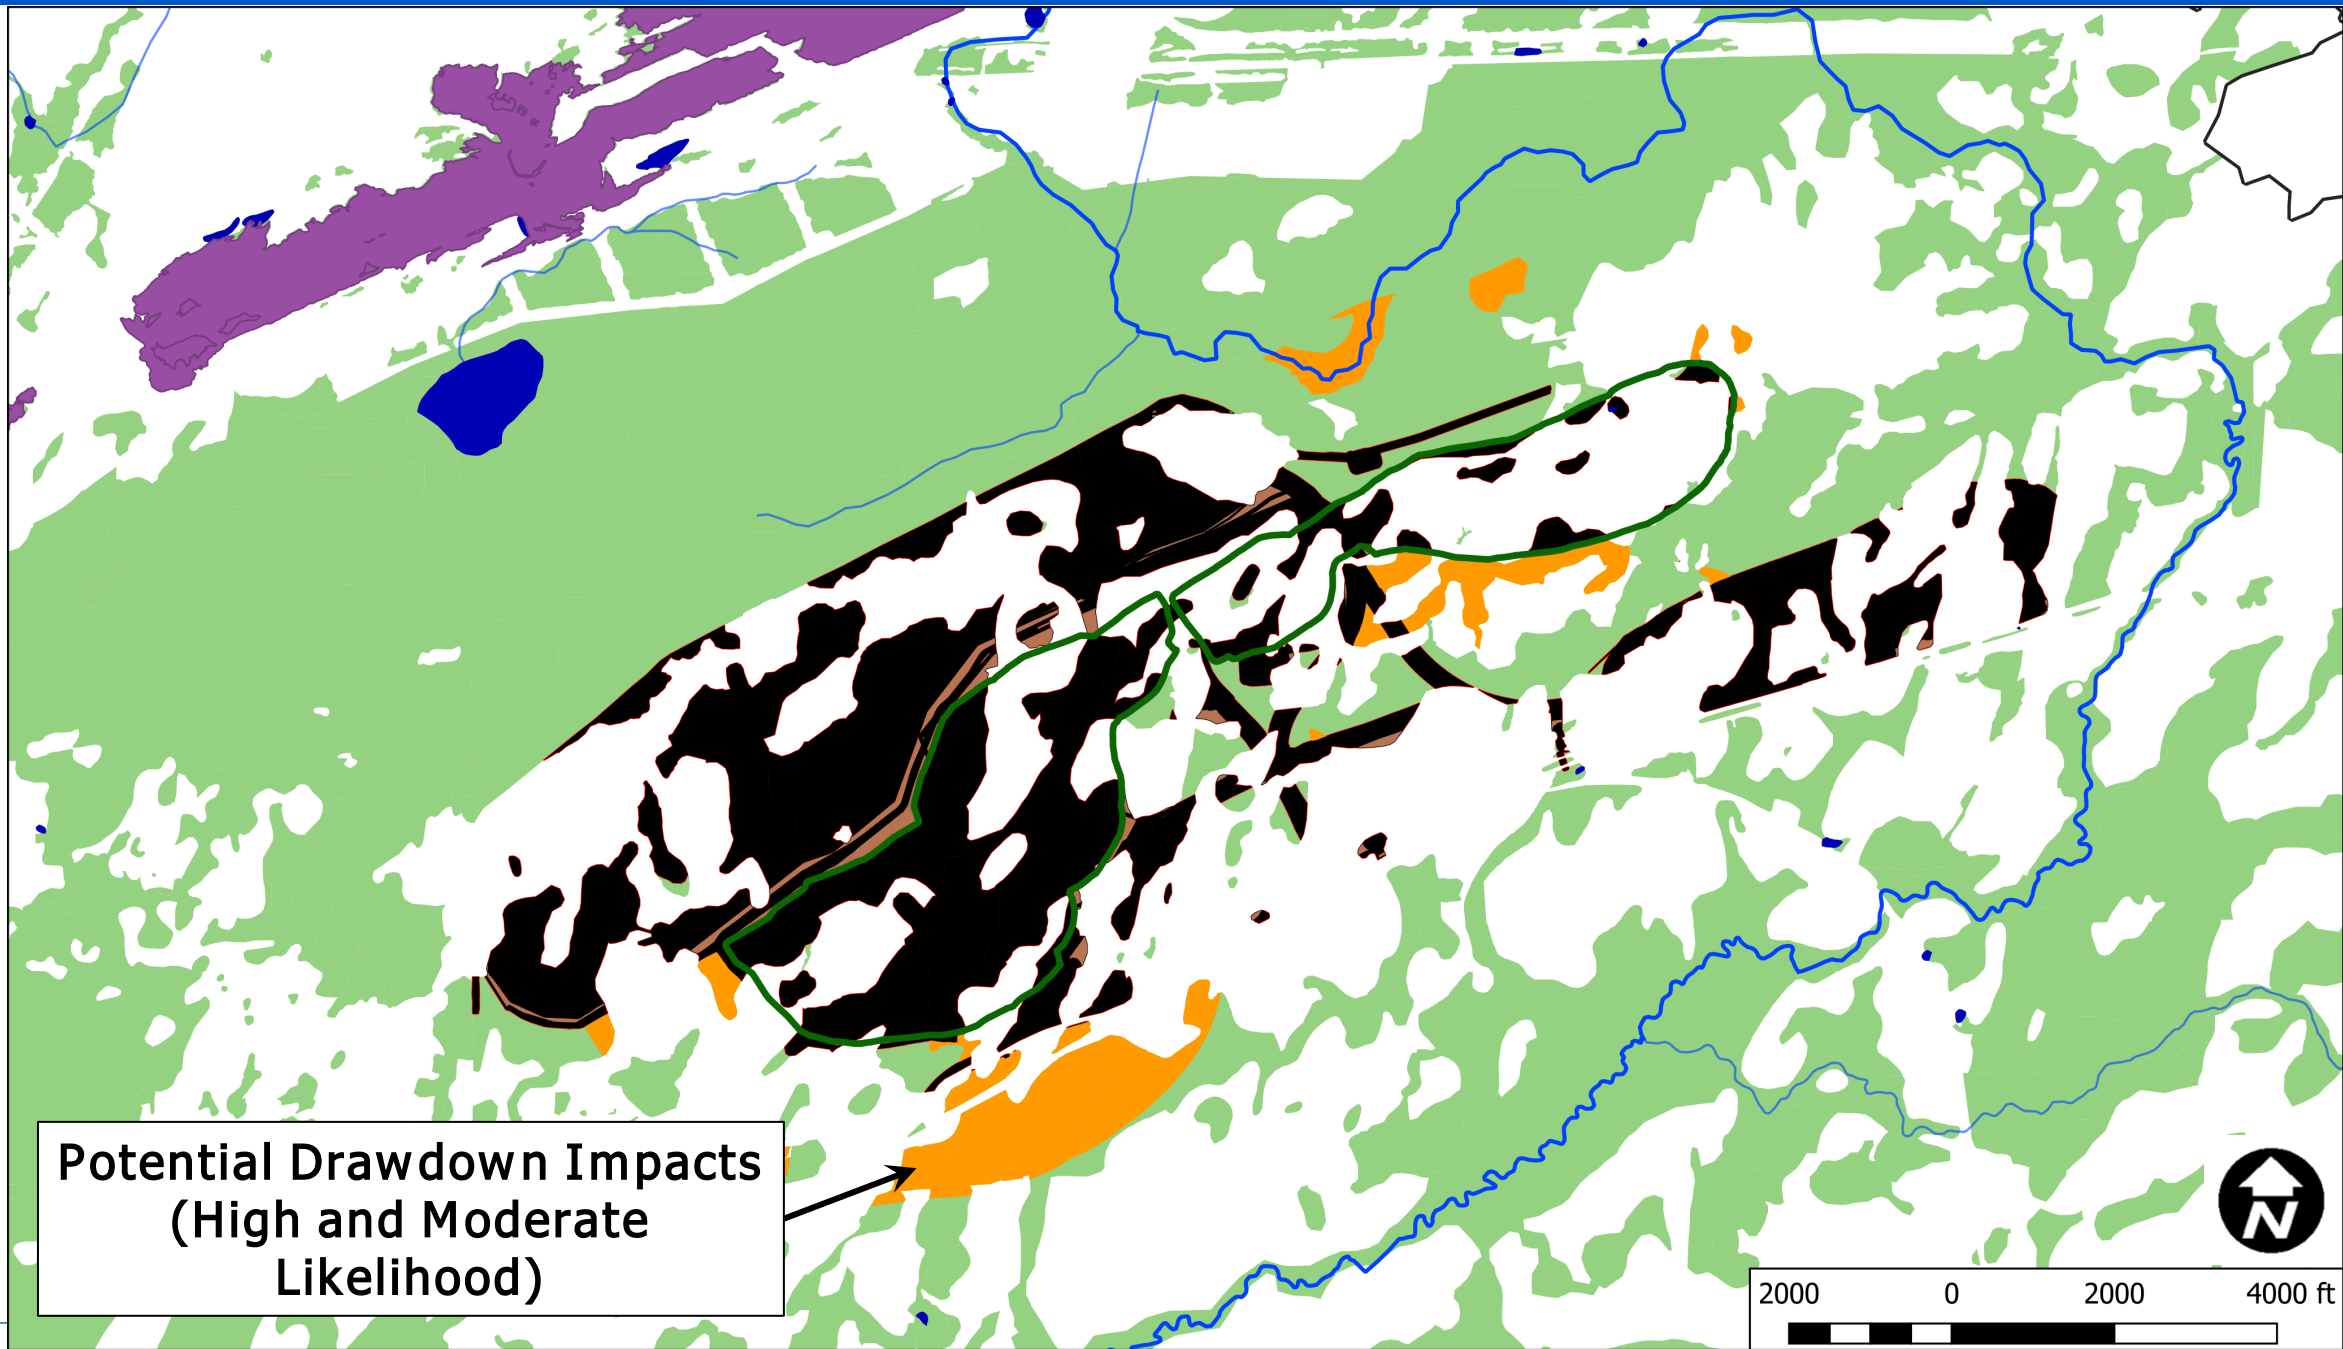 Potential Drawdown Impacts
(High and Moderate
Likelihood)
N
2000 0 2000 4000 ft